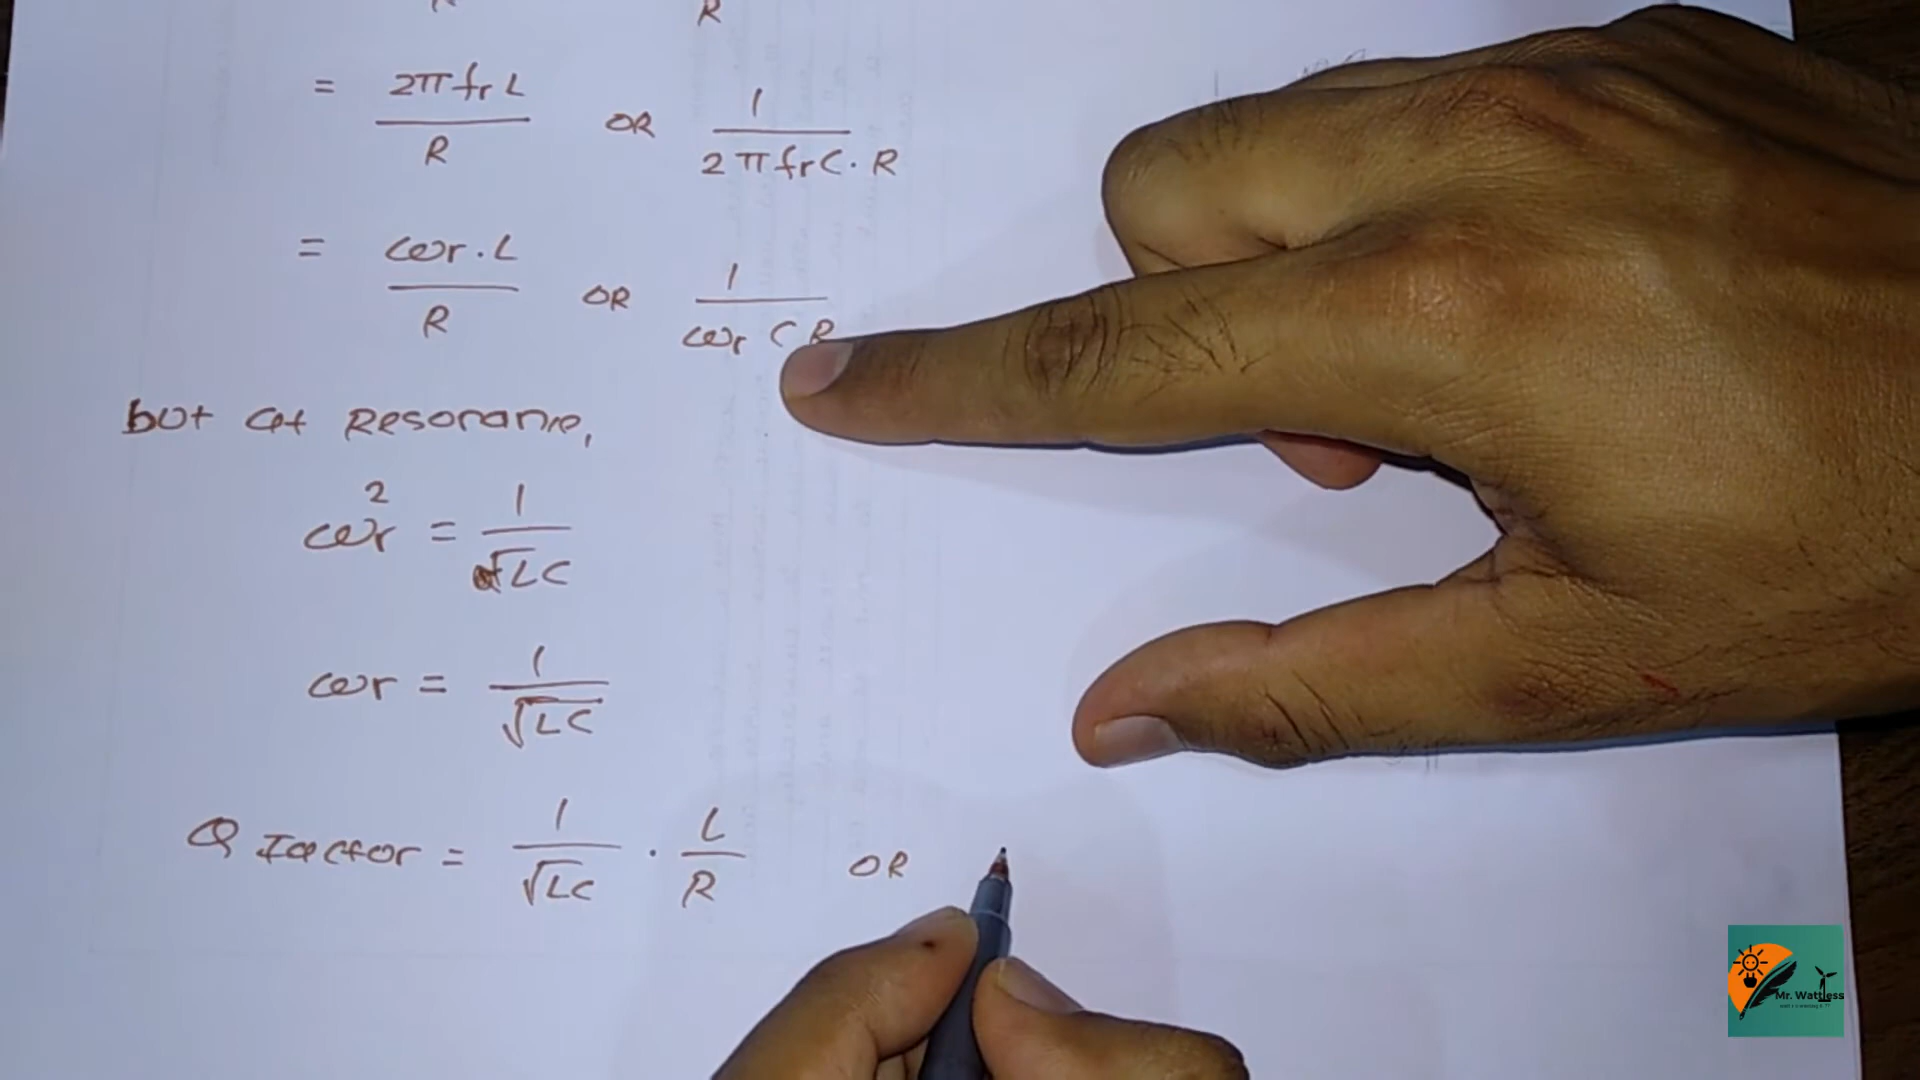 = 2πfrL / R OR 1 / 2πfrC·R
= ωr·L / R OR 1 / ωr C R
but at Resonance,
ωr² = 1 / √LC
ωr = 1 / √LC
Q Factor = 1 / √LC · L / R OR
Mr. Wattless